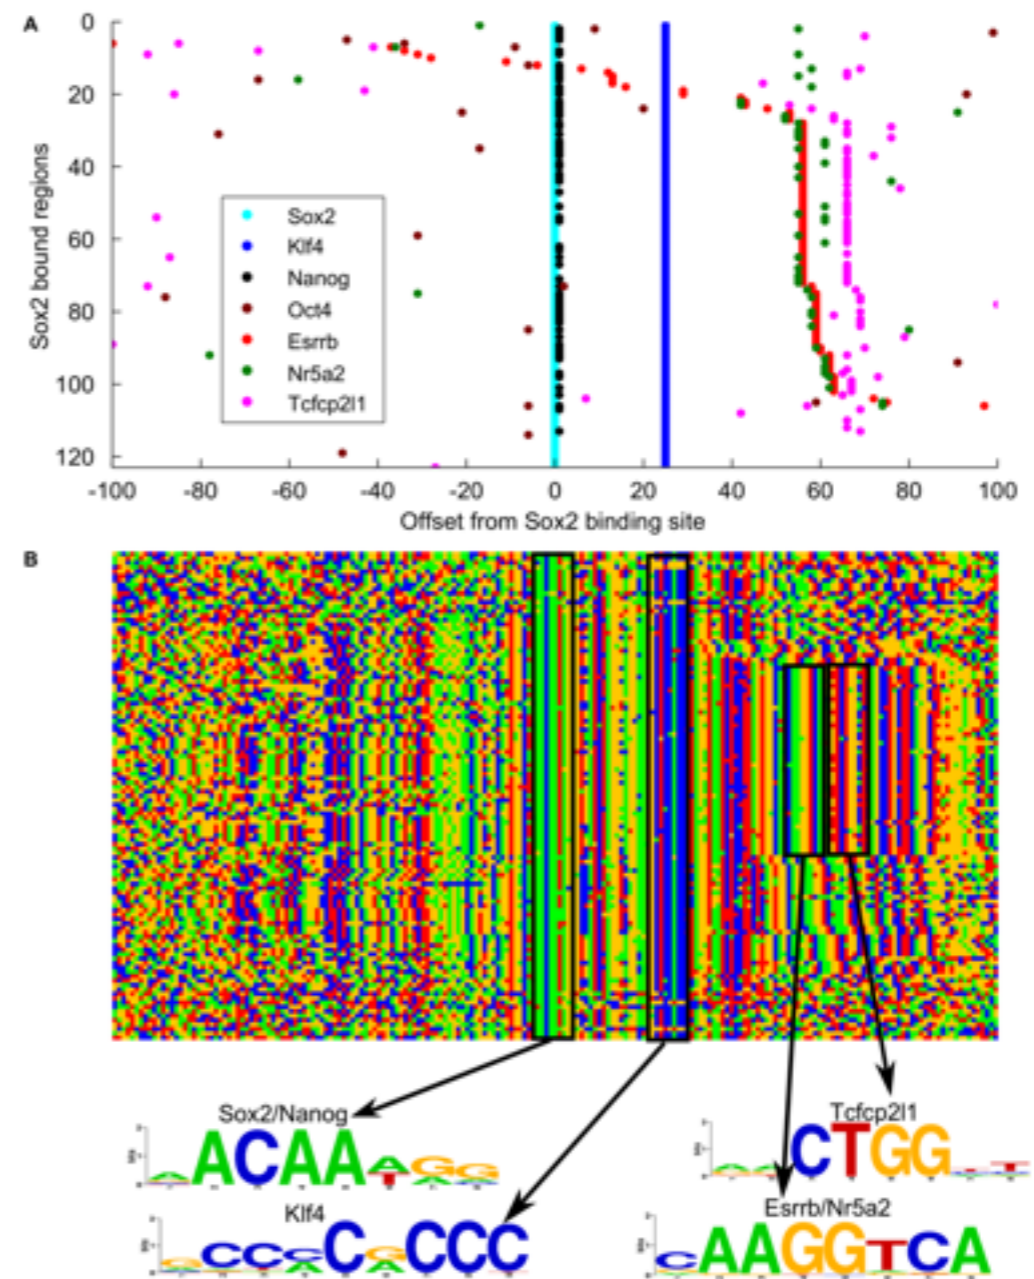 A
0
20
40
60
80
100
120
Sox2 bound regions
Sox2
Klf4
Nanog
Oct4
Esrrb
Nr5a2
Tcfcp2l1
-100 -80 -60 -40 -20 0 20 40 60 80 100
Offset from Sox2 binding site
B
Sox2/Nanog
ACAA
Tcfcp2l1
CTGG
Klf4
CCCCGCCC
Esrrb/Nr5a2
CAAGGTCA